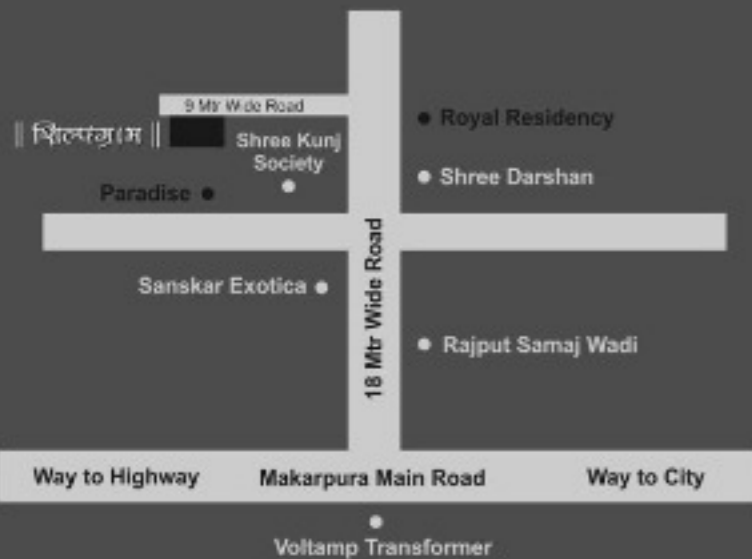 9 Mtr Wide Road
|| शिल्पग्राम ||
Shree Kunj
Society
Royal Residency
Shree Darshan
Paradise
Sanskar Exotica
18 Mtr Wide Road
Rajput Samaj Wadi
Way to Highway
Makarpura Main Road
Way to City
Voltamp Transformer